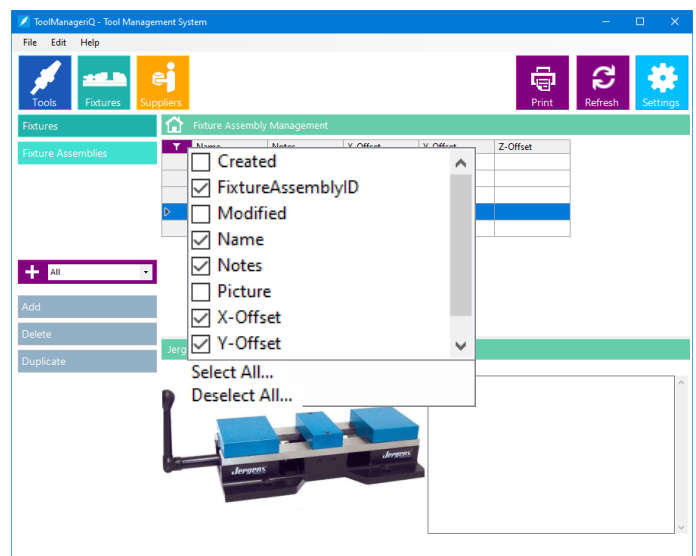 ToolManageriQ - Tool Management System
File Edit Help
Tools Fixtures Suppliers Print Refresh Settings
Fixtures
Fixture Assembly Management
Fixture Assemblies
Name Notes X-Offset Y-Offset Z-Offset
Created
FixtureAssemblyID
Modified
Name
Notes
Picture
X-Offset
Y-Offset
Select All...
Deselect All...
All
Add
Delete
Duplicate
Jerg
Jergens
Jergens